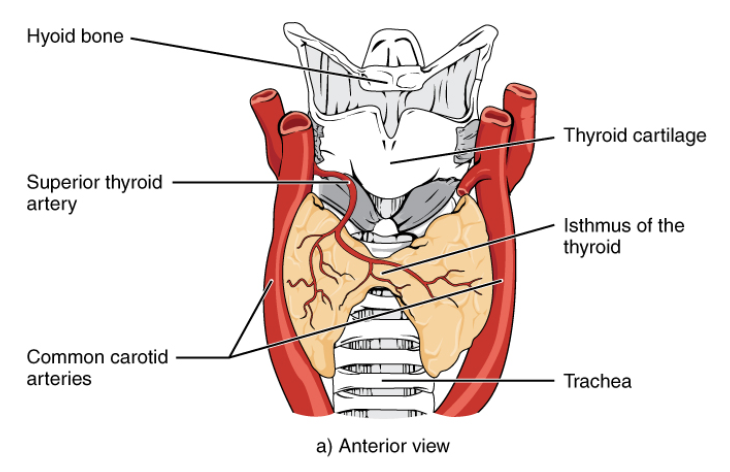 Hyoid bone
Thyroid cartilage
Superior thyroid
artery
Isthmus of the
thyroid
Common carotid
arteries
Trachea
a) Anterior view